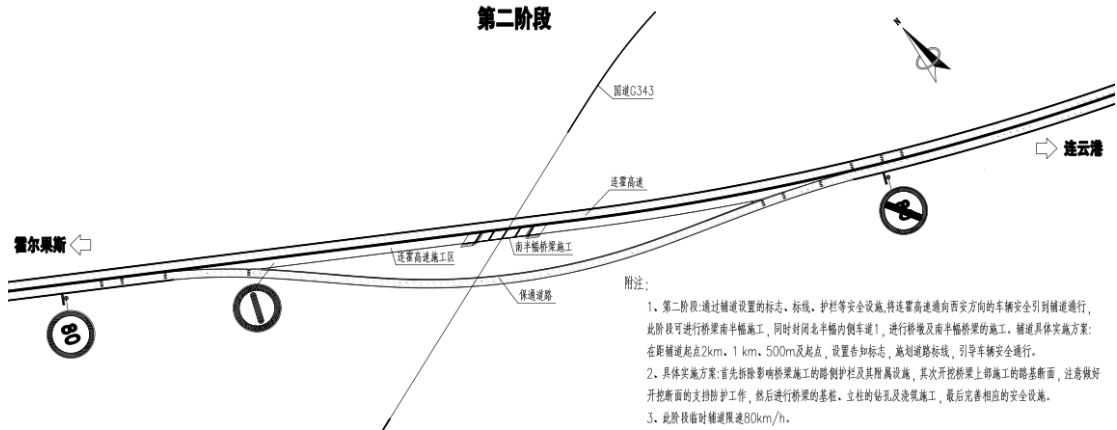 第二阶段
N
国道G343
连云港
连霍高速
霍尔果斯
南半幅桥梁施工
连霍高速施工区
保通道路
80
80
附注:
1、第二阶段:通过辅道设置的标志、标线、护栏等安全设施,将连霍高速通向西安方向的车辆安全引到辅道通行,
此阶段可进行桥梁南半幅施工,同时封闭北半幅内侧车道1,进行桥墩及南半幅桥梁的施工。辅道具体实施方案:
在距辅道起点2km、1 km、500m及起点,设置告知标志,施划道路标线,引导车辆安全通行。
2、具体实施方案:首先拆除影响桥梁施工的路侧护栏及其附属设施,其次开挖桥梁上部施工的路基断面,注意做好
开挖断面的支挡防护工作,然后进行桥梁的基桩、立柱的钻孔及浇筑施工,最后完善相应的安全设施。
3、此阶段临时辅道限速80km/h。